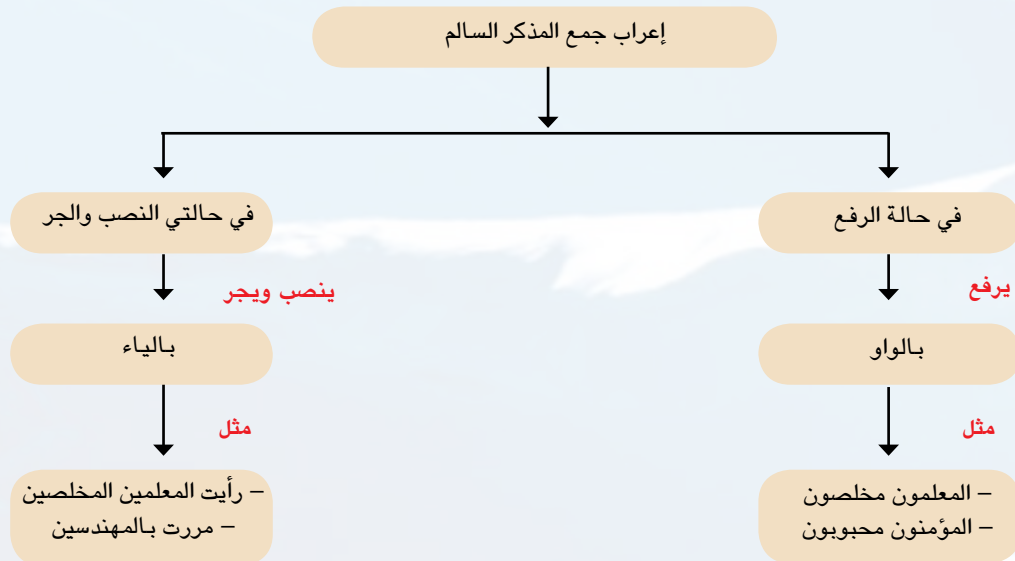 إعراب جمع المذكر السالم
في حالة الرفع
في حالتي النصب والجر
يرفع
ينصب ويجر
بالواو
بالياء
مثل
مثل
– المعلمون مخلصون
– المؤمنون محبوبون
– رأيت المعلمين المخلصين
– مررت بالمهندسين